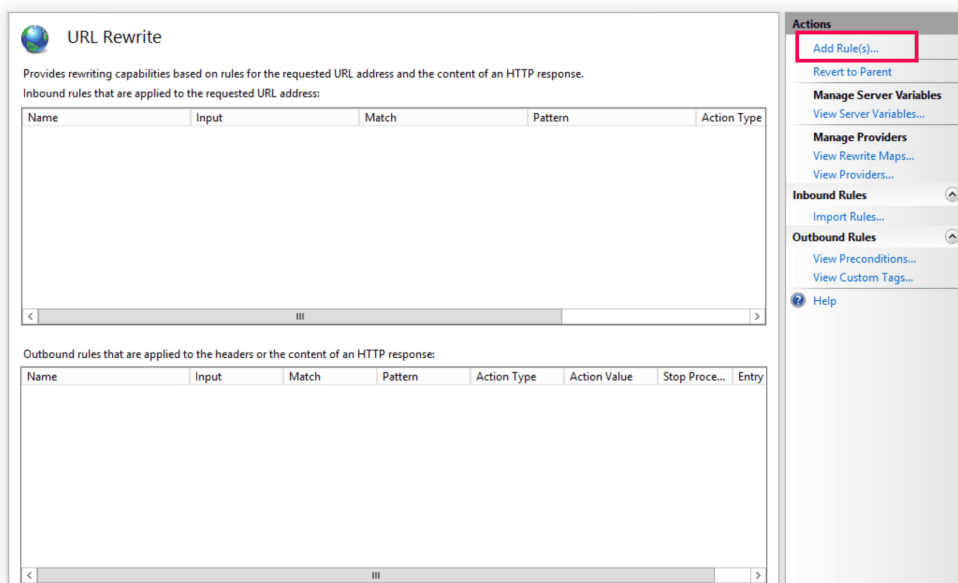 URL Rewrite
Provides rewriting capabilities based on rules for the requested URL address and the content of an HTTP response.
Inbound rules that are applied to the requested URL address:
Name Input Match Pattern Action Type
Outbound rules that are applied to the headers or the content of an HTTP response:
Name Input Match Pattern Action Type Action Value Stop Proce... Entry
Actions
Add Rule(s)...
Revert to Parent
Manage Server Variables
View Server Variables...
Manage Providers
View Rewrite Maps...
View Providers...
Inbound Rules
Import Rules...
Outbound Rules
View Preconditions...
View Custom Tags...
Help